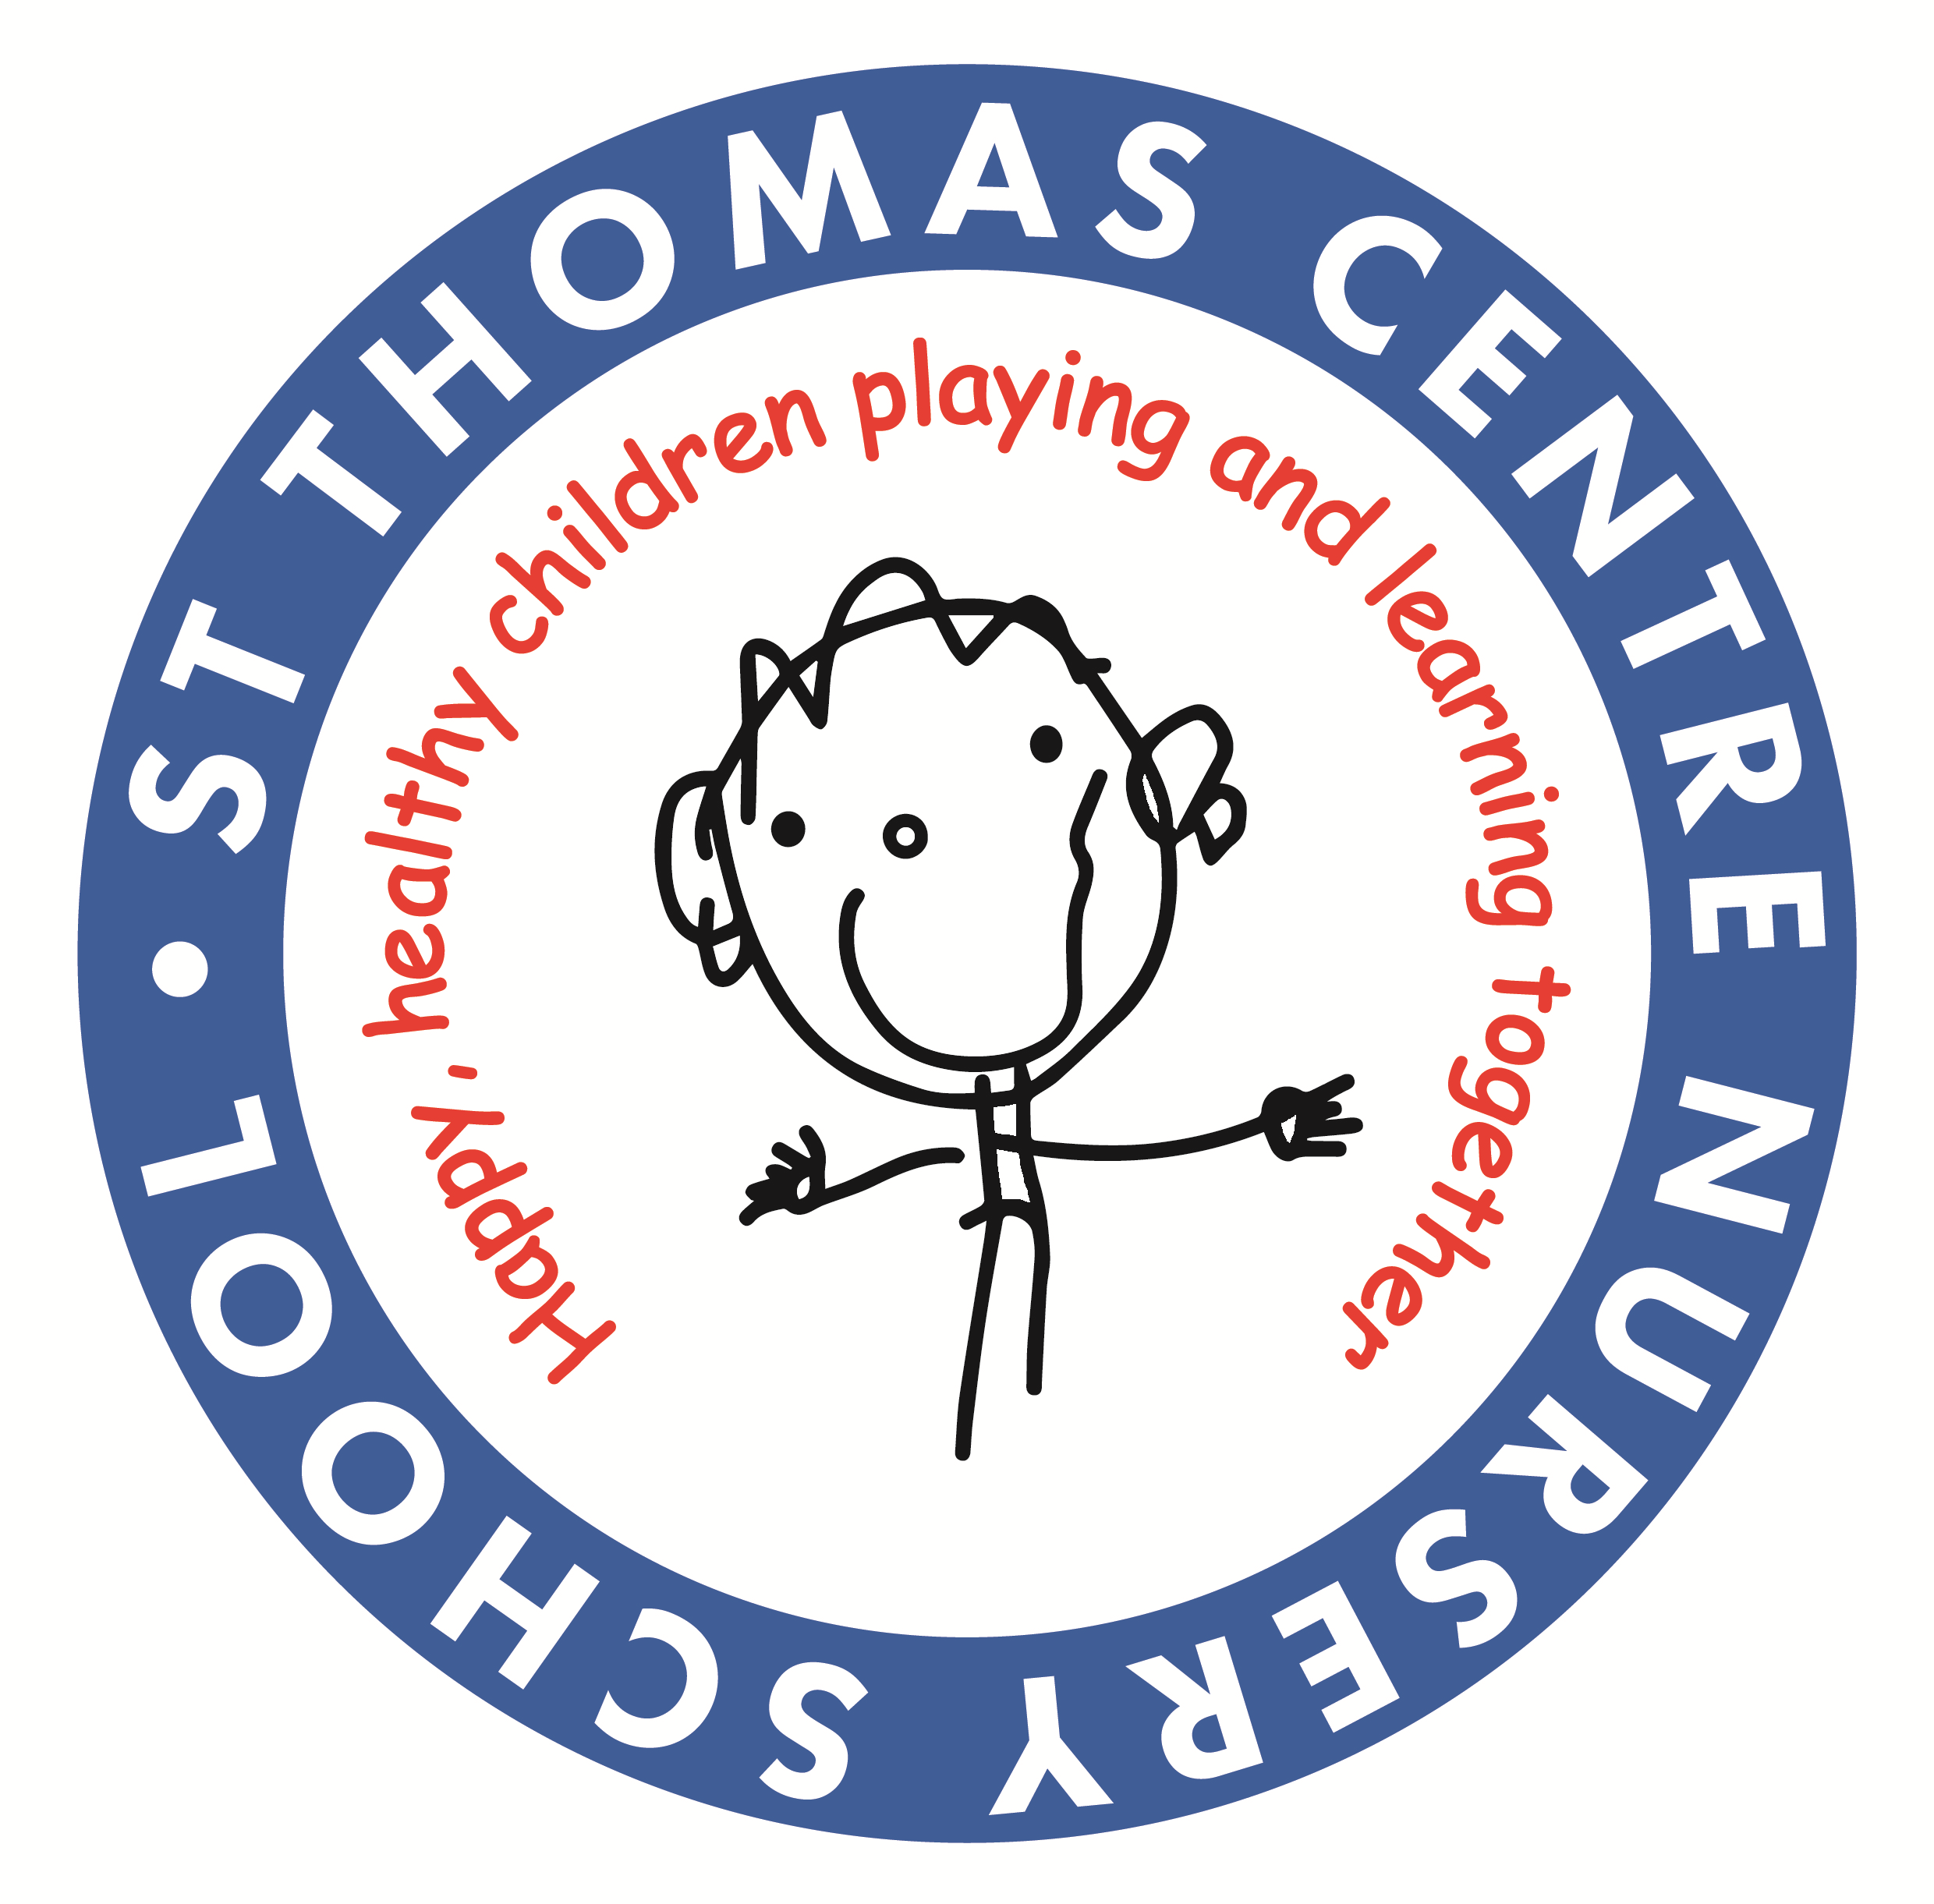 ST THOMAS CENTRE NURSERY SCHOOL •
Happy, healthy children playing and learning together